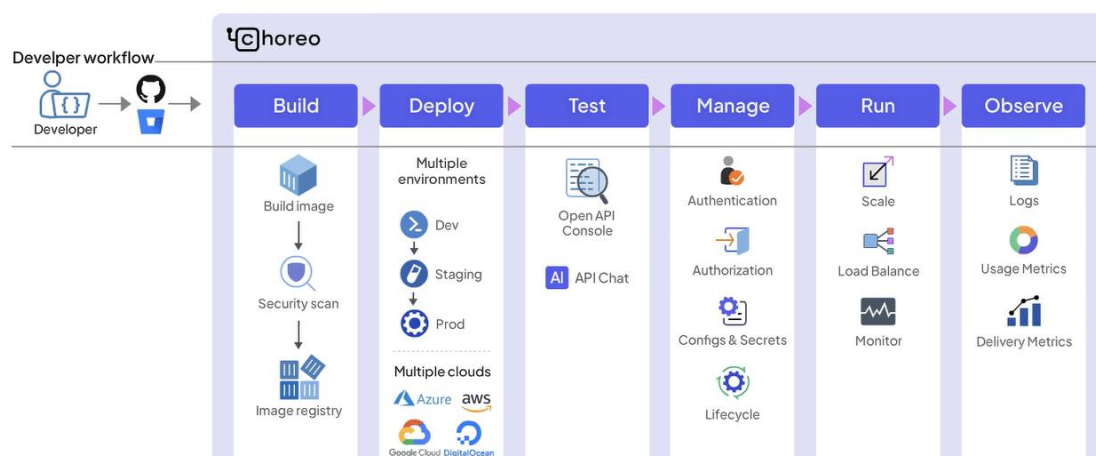 choreo
Develper workflow
Developer
Build
Deploy
Test
Manage
Run
Observe
Build image
Security scan
Image registry
Multiple
environments
Dev
Staging
Prod
Multiple clouds
Azure
aws
Google Cloud
DigitalOcean
Open API
Console
AI
API Chat
Authentication
Authorization
Configs & Secrets
Lifecycle
Scale
Load Balance
Monitor
Logs
Usage Metrics
Delivery Metrics